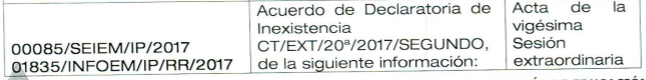 00085/SEIEM/IP/2017
01835/INFOEM/IP/RR/2017
Acuerdo de Declaratoria de
Inexistencia
CT/EXT/20ª/2017/SEGUNDO,
de la siguiente información:
Acta de la
vigésima
Sesión
extraordinaria